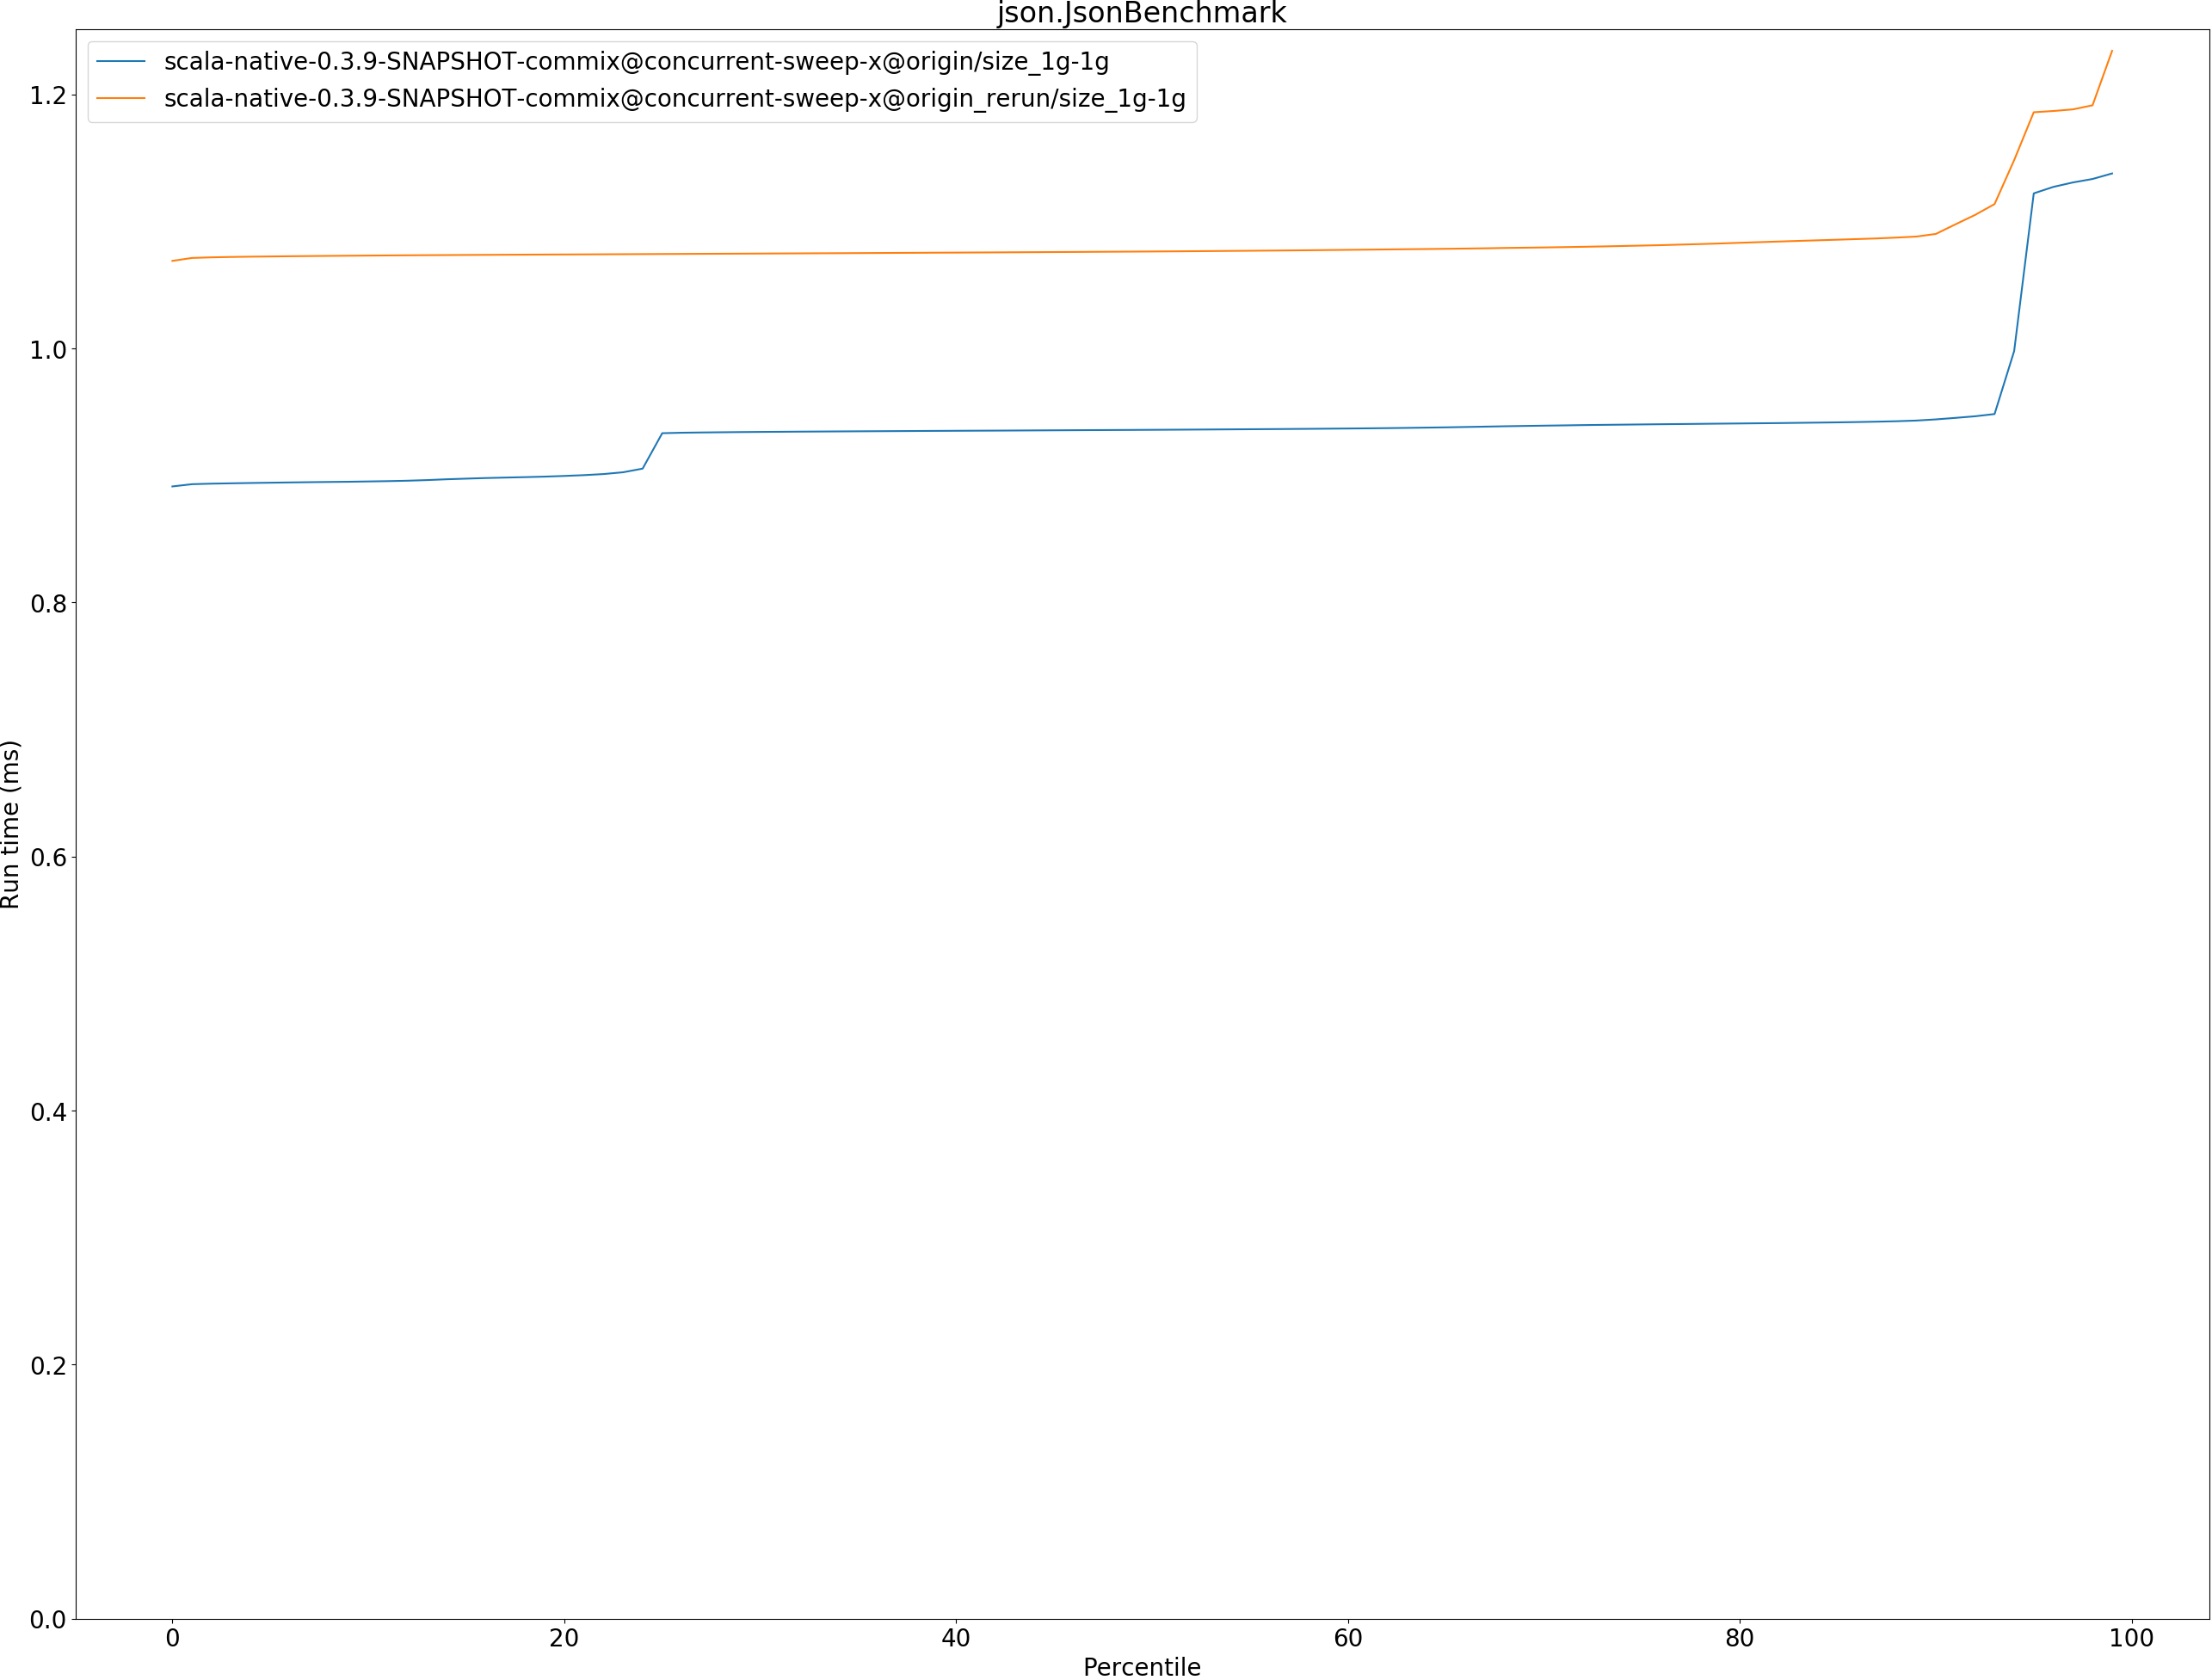 json.JsonBenchmark
scala-native-0.3.9-SNAPSHOT-commix@concurrent-sweep-x@origin/size_1g-1g
scala-native-0.3.9-SNAPSHOT-commix@concurrent-sweep-x@origin_rerun/size_1g-1g
1.2
1.0
0.8
0.6
0.4
0.2
0.0
Run time (ms)
0 20 40 60 80 100
Percentile